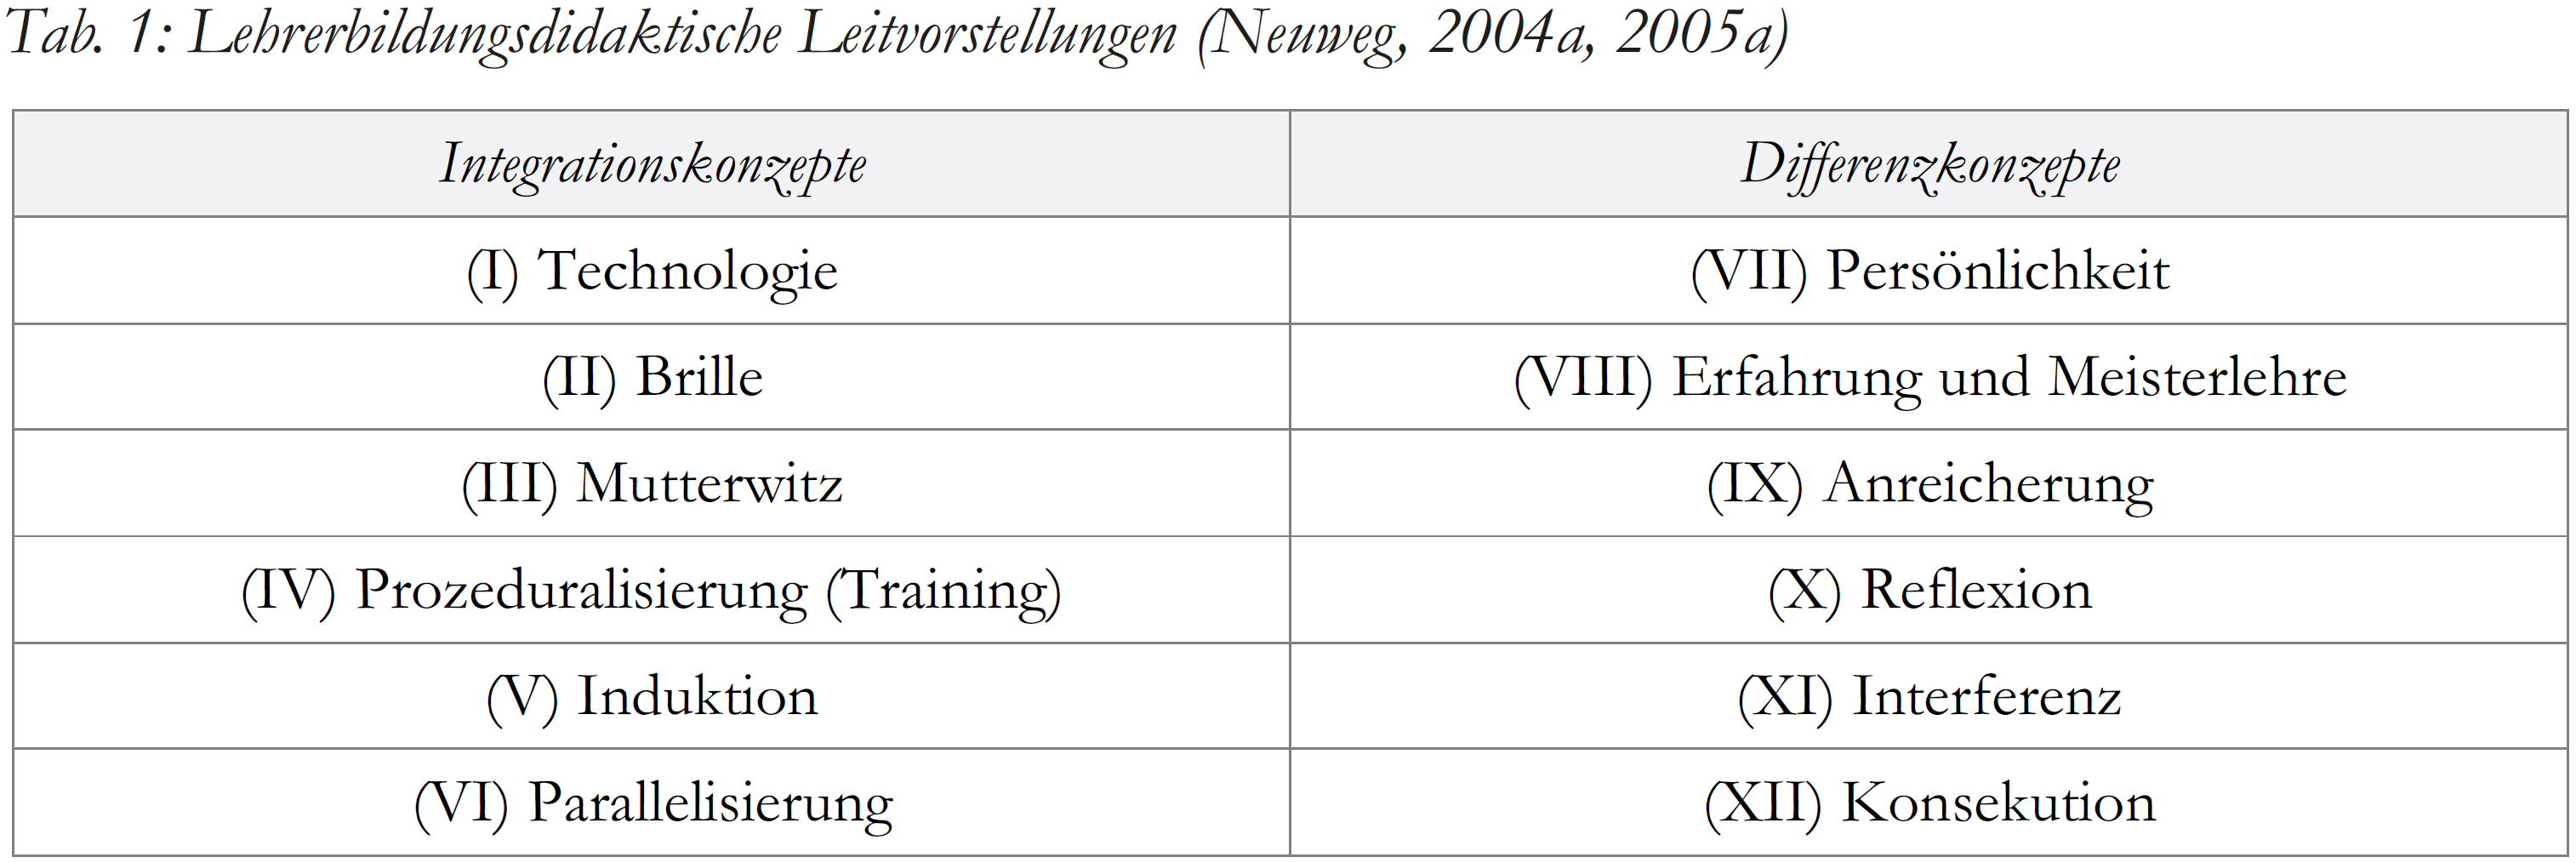 Tab. 1: Lehrerbildungsdidaktische Leitvorstellungen (Neuweg, 2004a, 2005a)
Integrationskonzepte Differenzkonzepte
(I) Technologie (VII) Persönlichkeit
(II) Brille (VIII) Erfahrung und Meisterlehre
(III) Mutterwitz (IX) Anreicherung
(IV) Prozeduralisierung (Training) (X) Reflexion
(V) Induktion (XI) Interferenz
(VI) Parallelisierung (XII) Konsekution